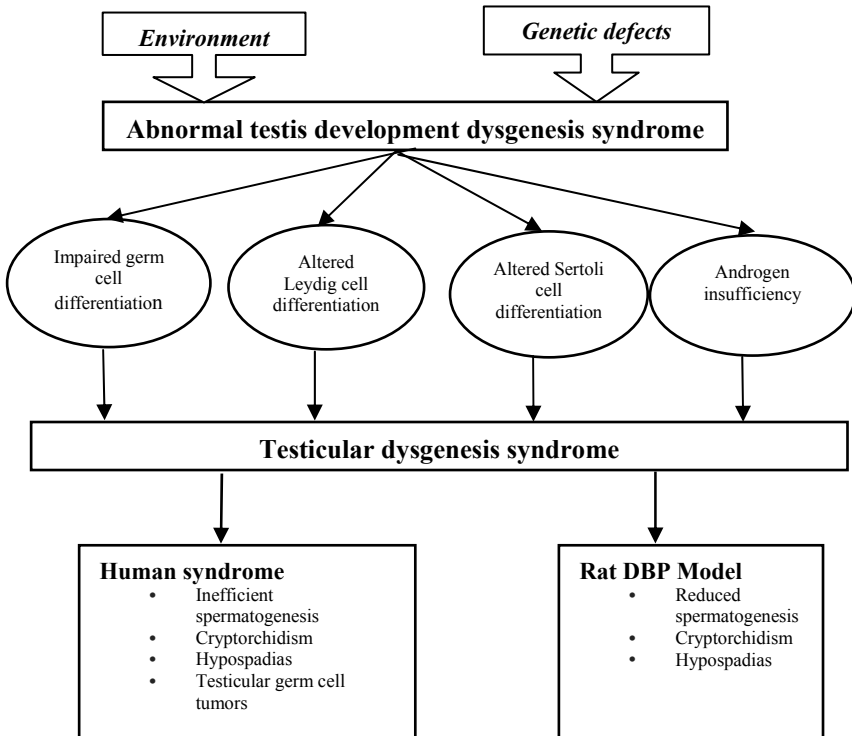 Environment
Genetic defects
Abnormal testis development dysgenesis syndrome
Impaired germ
cell
differentiation
Altered
Leydig cell
differentiation
Altered Sertoli
cell
differentiation
Androgen
insufficiency
Testicular dysgenesis syndrome
Human syndrome
• Inefficient
spermatogenesis
• Cryptorchidism
• Hypospadias
• Testicular germ cell
tumors
Rat DBP Model
• Reduced
spermatogenesis
• Cryptorchidism
• Hypospadias